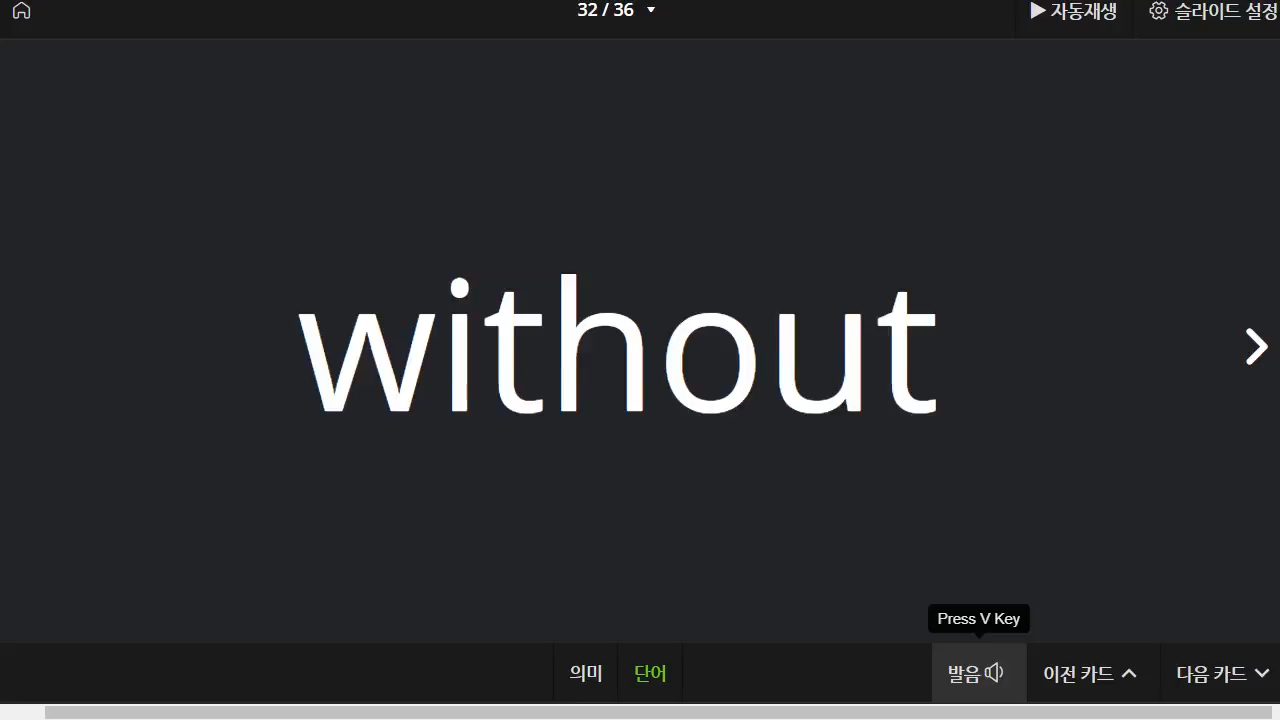 32 / 36
자동재생
슬라이드 설정
without
Press V Key
의미
단어
발음
이전 카드
다음 카드